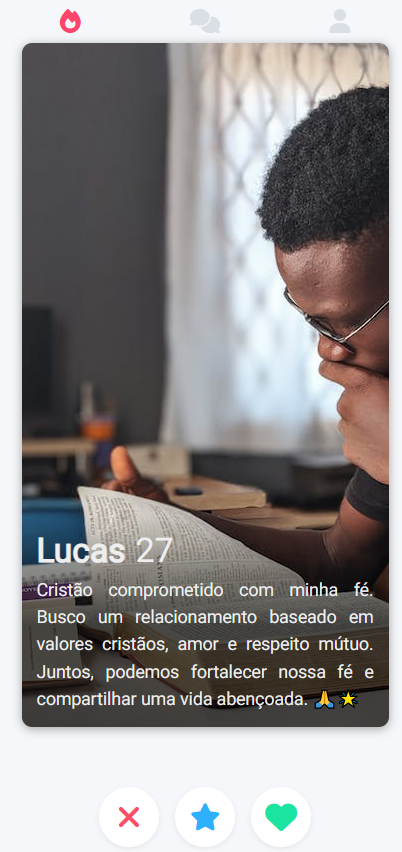 Lucas 27
Cristão comprometido com minha fé.
Busco um relacionamento baseado em
valores cristãos, amor e respeito mútuo.
Juntos, podemos fortalecer nossa fé e
compartilhar uma vida abençoada. 🙏🌟